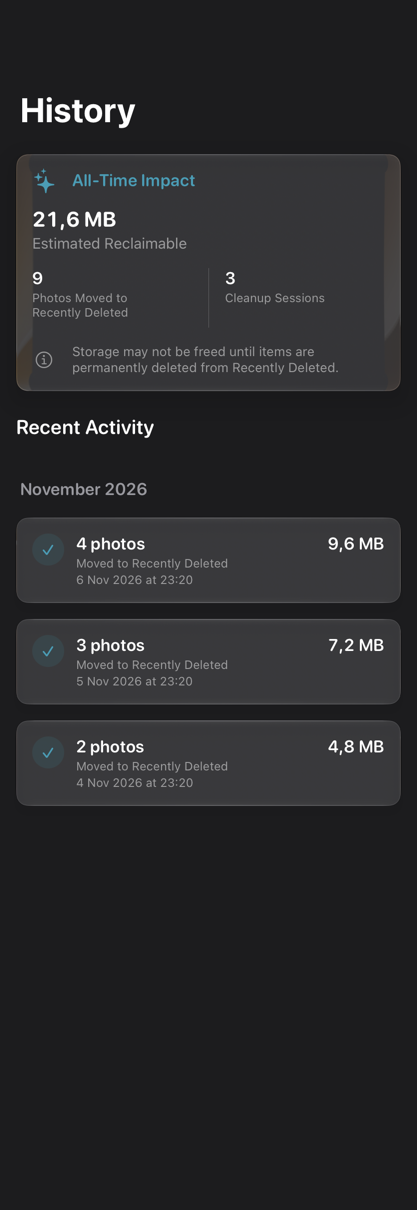 History
All-Time Impact
21,6 MB
Estimated Reclaimable
9
Photos Moved to
Recently Deleted
3
Cleanup Sessions
Storage may not be freed until items are
permanently deleted from Recently Deleted.
Recent Activity
November 2026
4 photos
9,6 MB
Moved to Recently Deleted
6 Nov 2026 at 23:20
3 photos
7,2 MB
Moved to Recently Deleted
5 Nov 2026 at 23:20
2 photos
4,8 MB
Moved to Recently Deleted
4 Nov 2026 at 23:20